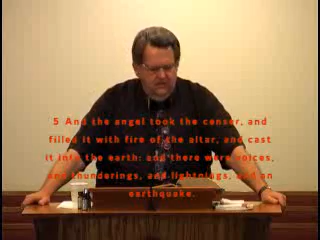 5 And the angel took the censer, and
filled it with fire of the altar, and cast
it into the earth: and there were voices,
and thunderings, and lightnings, and an
earthquake.